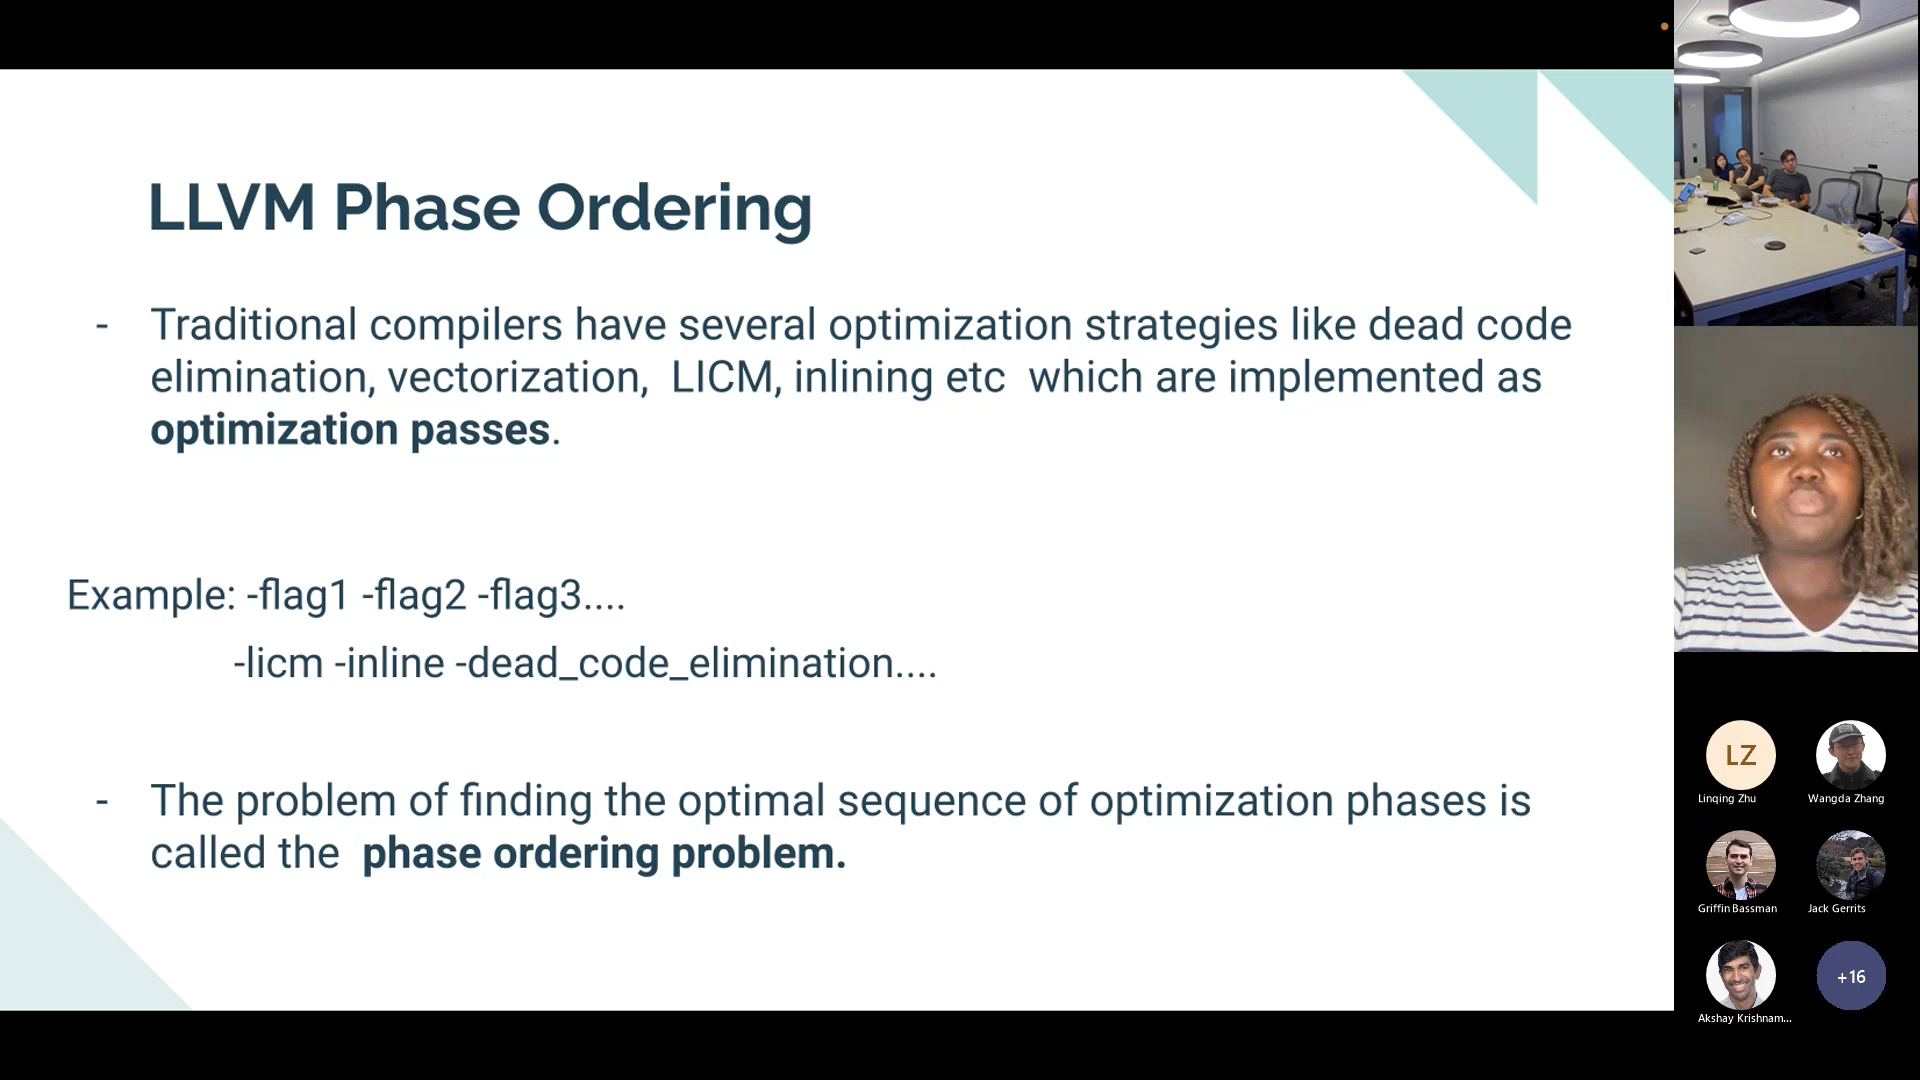 LLVM Phase Ordering
- Traditional compilers have several optimization strategies like dead code
elimination, vectorization,  LICM, inlining etc  which are implemented as
optimization passes.
Example: -flag1 -flag2 -flag3....
-licm -inline -dead_code_elimination....
- The problem of finding the optimal sequence of optimization phases is
called the  phase ordering problem.
LZ
Linqing Zhu
Wangda Zhang
Griffin Bassman
Jack Gerrits
Akshay Krishnam...
+16